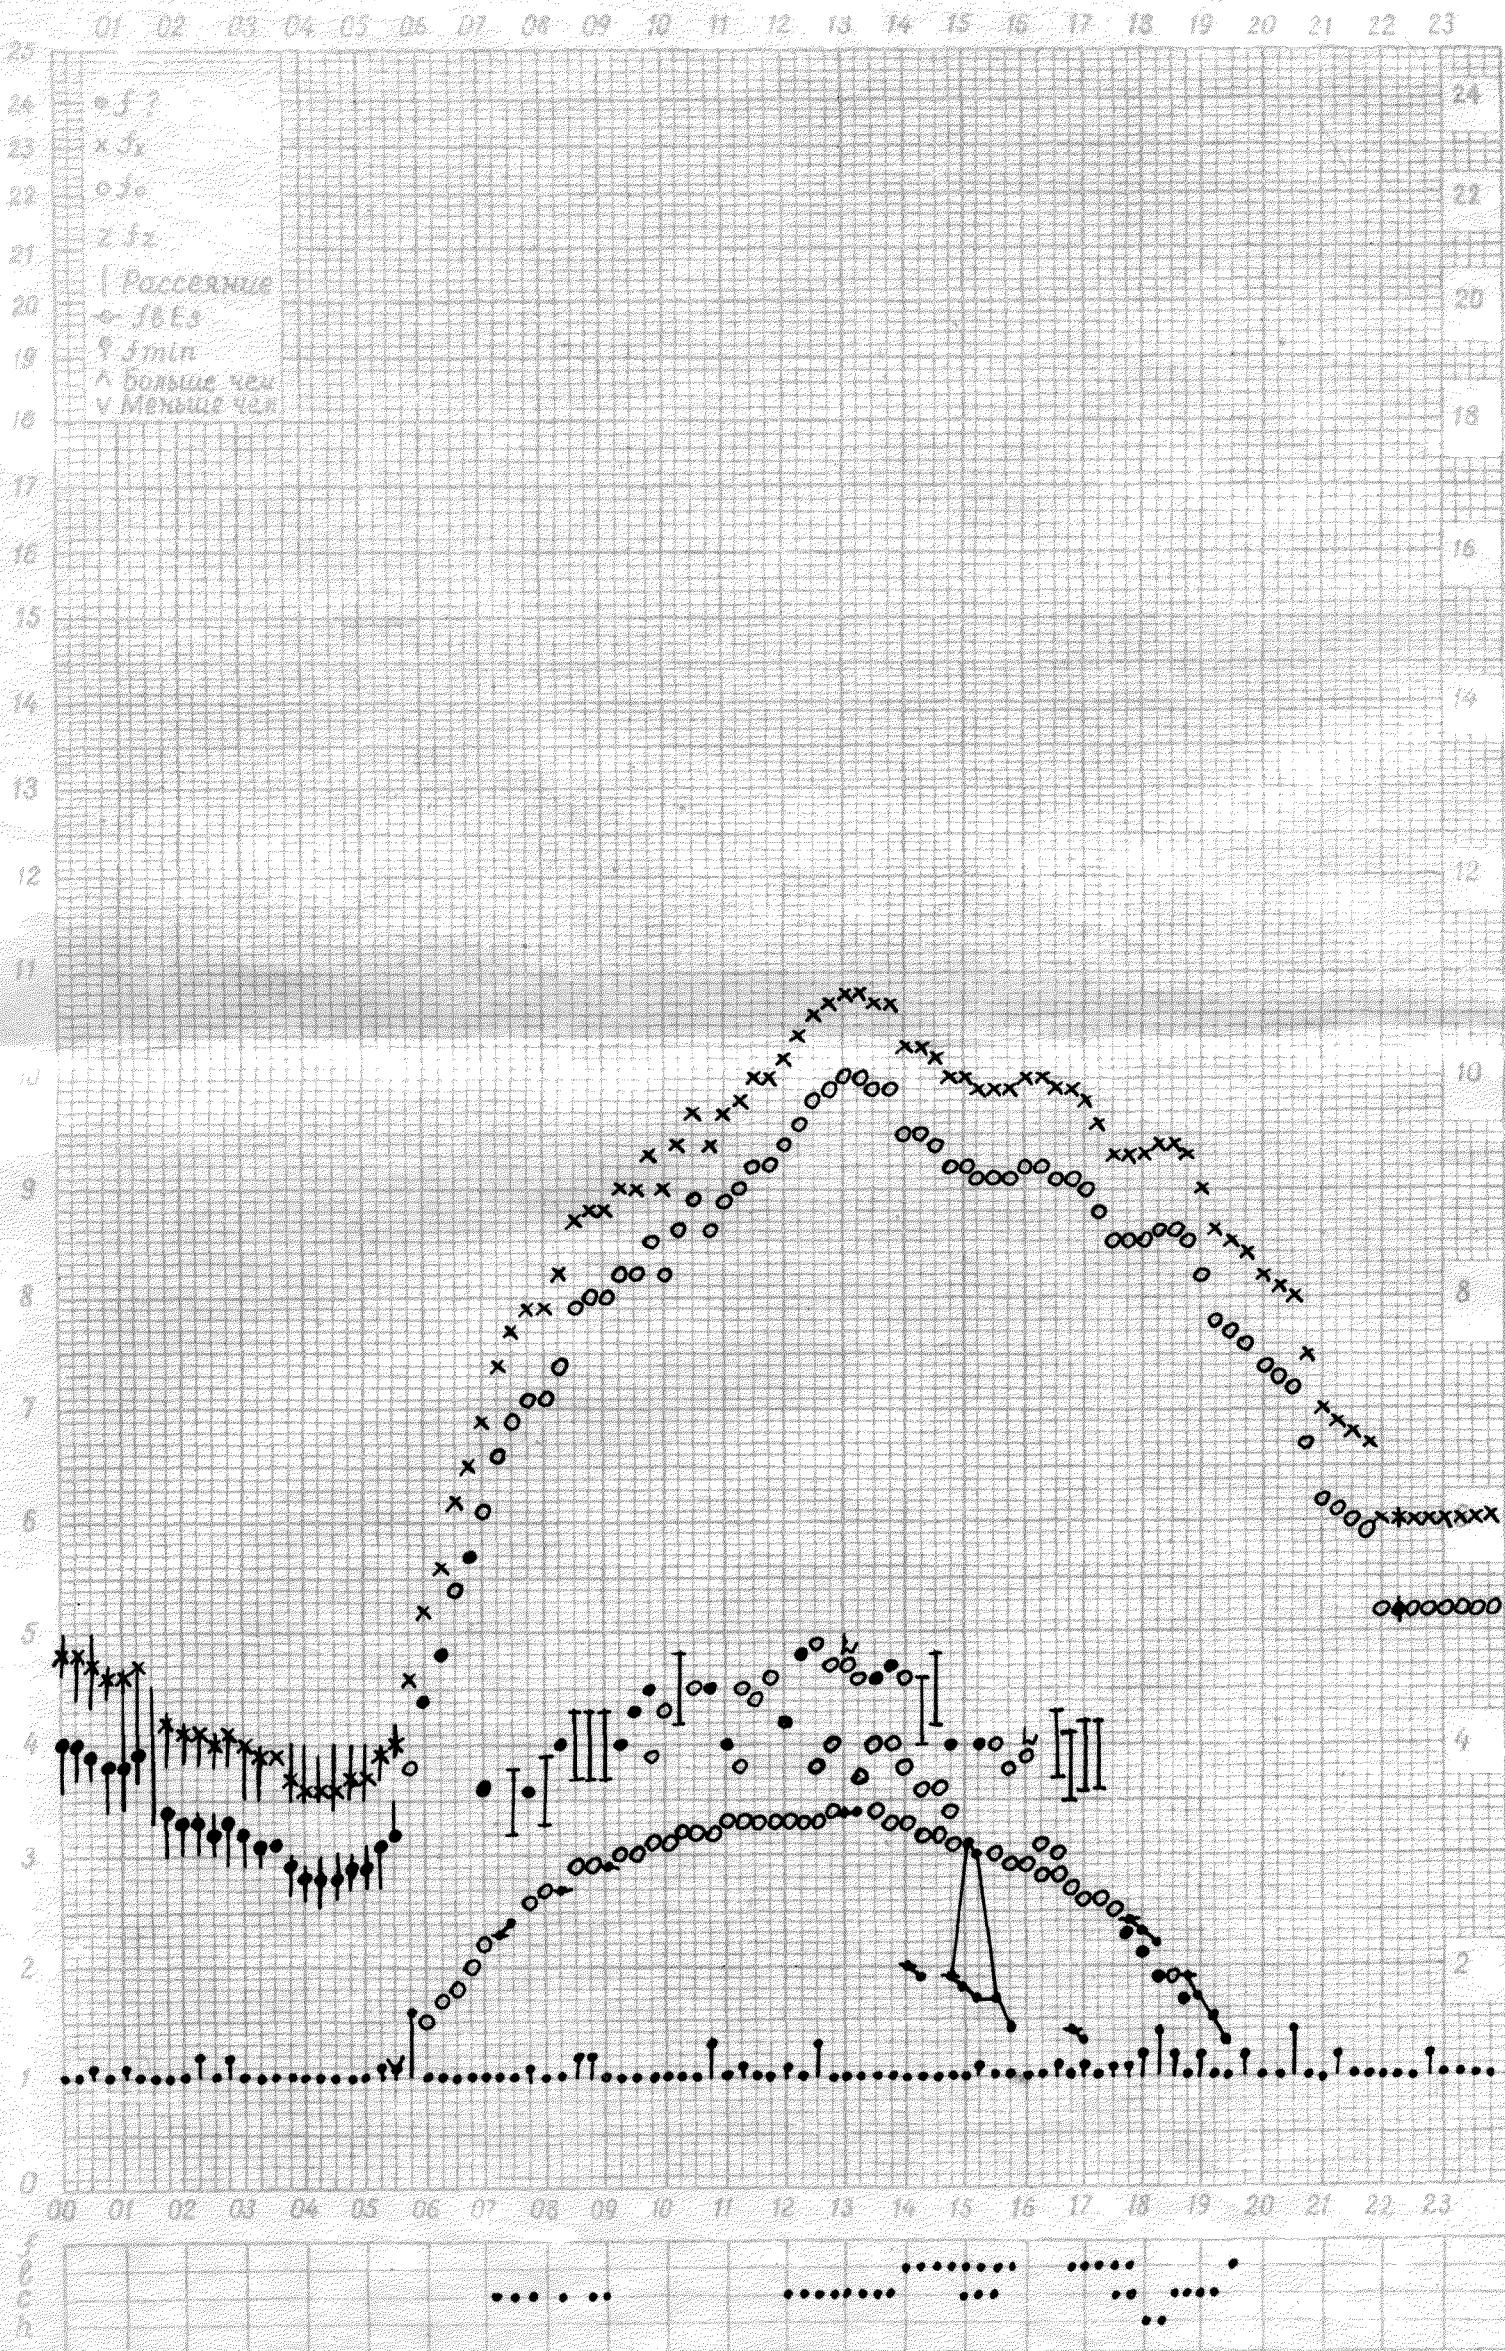 01 02 03 04 05 06 07 08 09 10 11 12 13 14 15 16 17 18 19 20 21 22 23
25
24 24
23
22 22
21
20 20
19
18 18
17
16 16
15
14 14
13
12 12
11
10 10
9
8 8
7
6 6
5
4 4
3
2 2
1
0
• f ?
x fx
o fo
z fz
| Рассеяние
fbEs
fmin
^ Больше чем
v Меньше чем
00 01 02 03 04 05 06 07 08 09 10 11 12 13 14 15 16 17 18 19 20 21 22 23
f
l
c
h